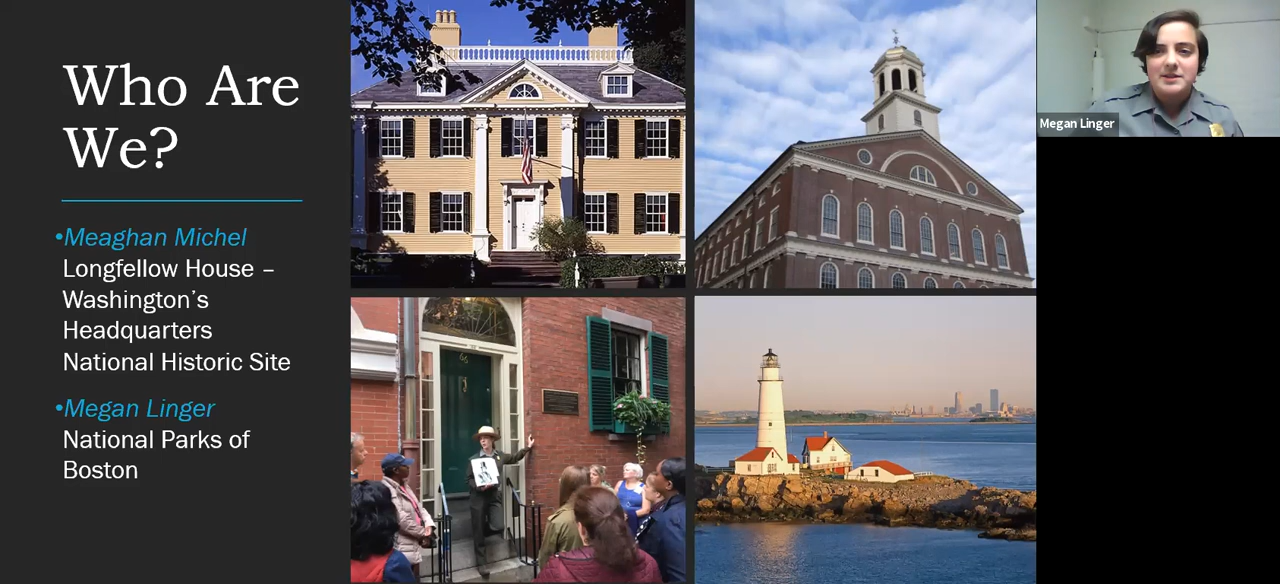 Who Are
We?
•Meaghan Michel
Longfellow House –
Washington's
Headquarters
National Historic Site
•Megan Linger
National Parks of
Boston
66
Megan Linger